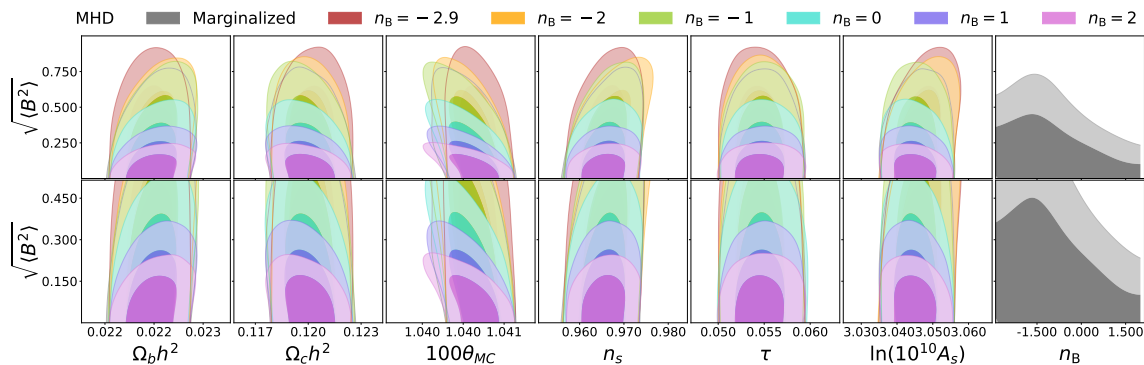 MHD Marginalized n_B = −2.9 n_B = −2 n_B = −1 n_B = 0 n_B = 1 n_B = 2
√⟨B²⟩
0.750
0.500
0.250
√⟨B²⟩
0.450
0.300
0.150
0.022 0.022 0.023 0.117 0.120 0.123 1.040 1.040 1.041 0.960 0.970 0.980 0.050 0.055 0.060 3.030 3.040 3.050 3.060 -1.500 0.000 1.500
Ω_b h² Ω_c h² 100θ_MC n_s τ ln(10¹⁰A_s) n_B